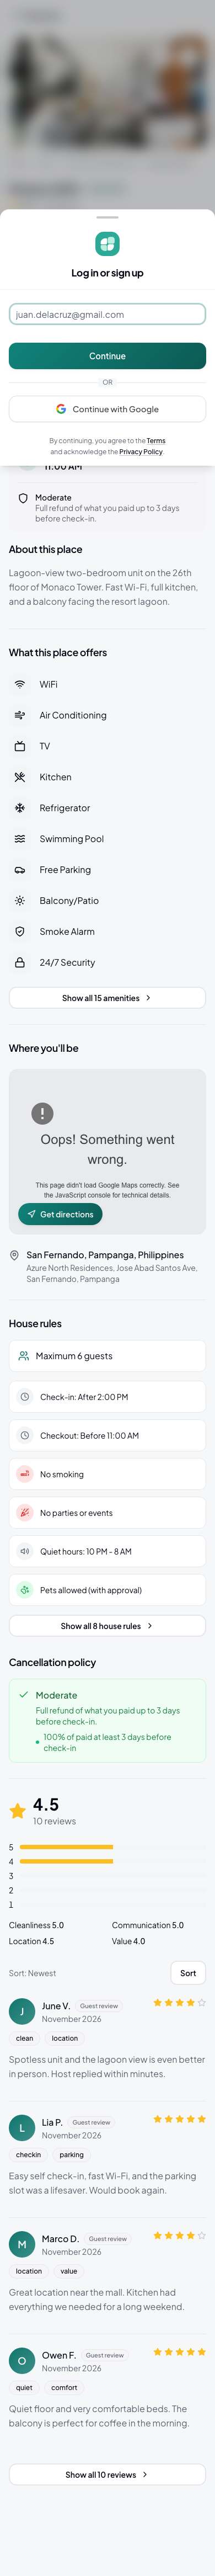 Log in or sign up
juan.delacruz@gmail.com
Continue
OR
Continue with Google
By continuing, you agree to the Terms
and acknowledge the Privacy Policy.
11:00 AM
Moderate
Full refund of what you paid up to 3 days
before check-in.
About this place
Lagoon-view two-bedroom unit on the 26th
floor of Monaco Tower. Fast Wi-Fi, full kitchen,
and a balcony facing the resort lagoon.
What this place offers
WiFi
Air Conditioning
TV
Kitchen
Refrigerator
Swimming Pool
Free Parking
Balcony/Patio
Smoke Alarm
24/7 Security
Show all 15 amenities
Where you'll be
Oops! Something went
wrong.
This page didn't load Google Maps correctly. See
the JavaScript console for technical details.
Get directions
San Fernando, Pampanga, Philippines
Azure North Residences, Jose Abad Santos Ave,
San Fernando, Pampanga
House rules
Maximum 6 guests
Check-in: After 2:00 PM
Checkout: Before 11:00 AM
No smoking
No parties or events
Quiet hours: 10 PM - 8 AM
Pets allowed (with approval)
Show all 8 house rules
Cancellation policy
Moderate
Full refund of what you paid up to 3 days
before check-in.
100% of paid at least 3 days before
check-in
4.5
10 reviews
5
4
3
2
1
Cleanliness 5.0
Communication 5.0
Location 4.5
Value 4.0
Sort: Newest
Sort
J
June V.
Guest review
November 2026
clean
location
Spotless unit and the lagoon view is even better
in person. Host replied within minutes.
L
Lia P.
Guest review
November 2026
checkin
parking
Easy self check-in, fast Wi-Fi, and the parking
slot was a lifesaver. Would book again.
M
Marco D.
Guest review
November 2026
location
value
Great location near the mall. Kitchen had
everything we needed for a long weekend.
O
Owen F.
Guest review
November 2026
quiet
comfort
Quiet floor and very comfortable beds. The
balcony is perfect for coffee in the morning.
Show all 10 reviews